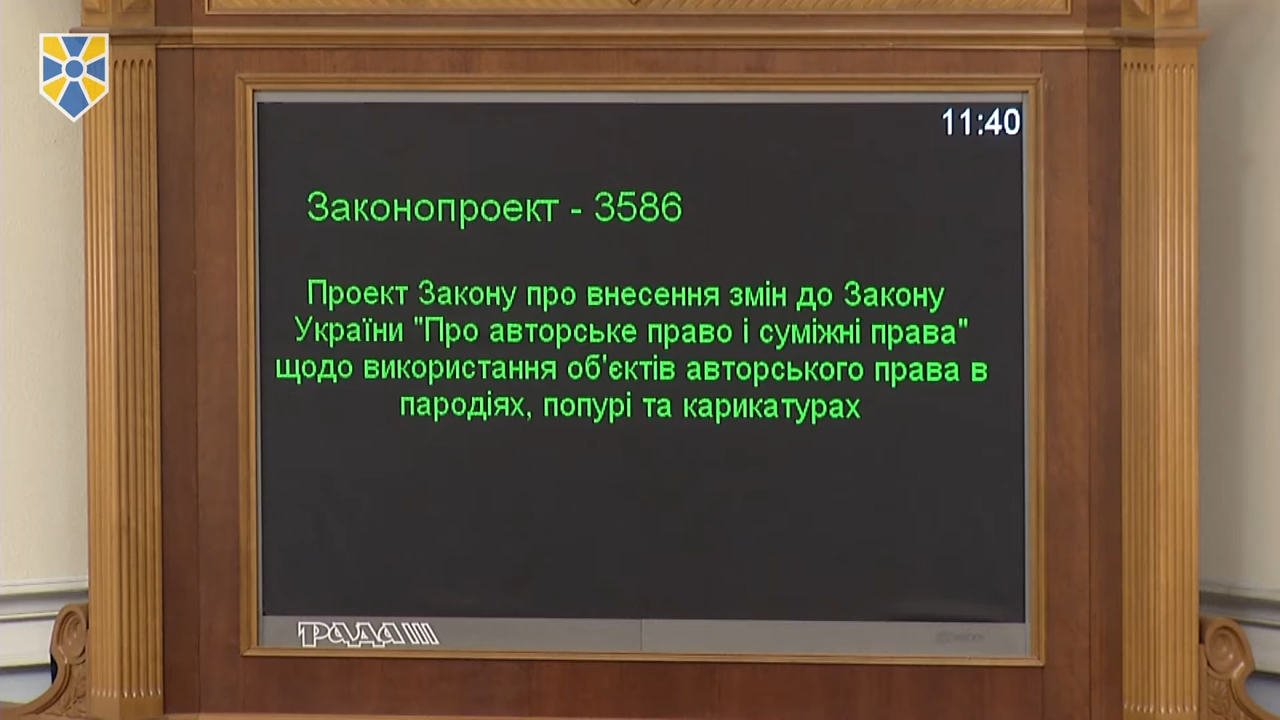 11:40
Законопроект - 3586
Проект Закону про внесення змін до Закону
України "Про авторське право і суміжні права"
щодо використання об'єктів авторського права в
пародіях, попурі та карикатурах
РАДА III